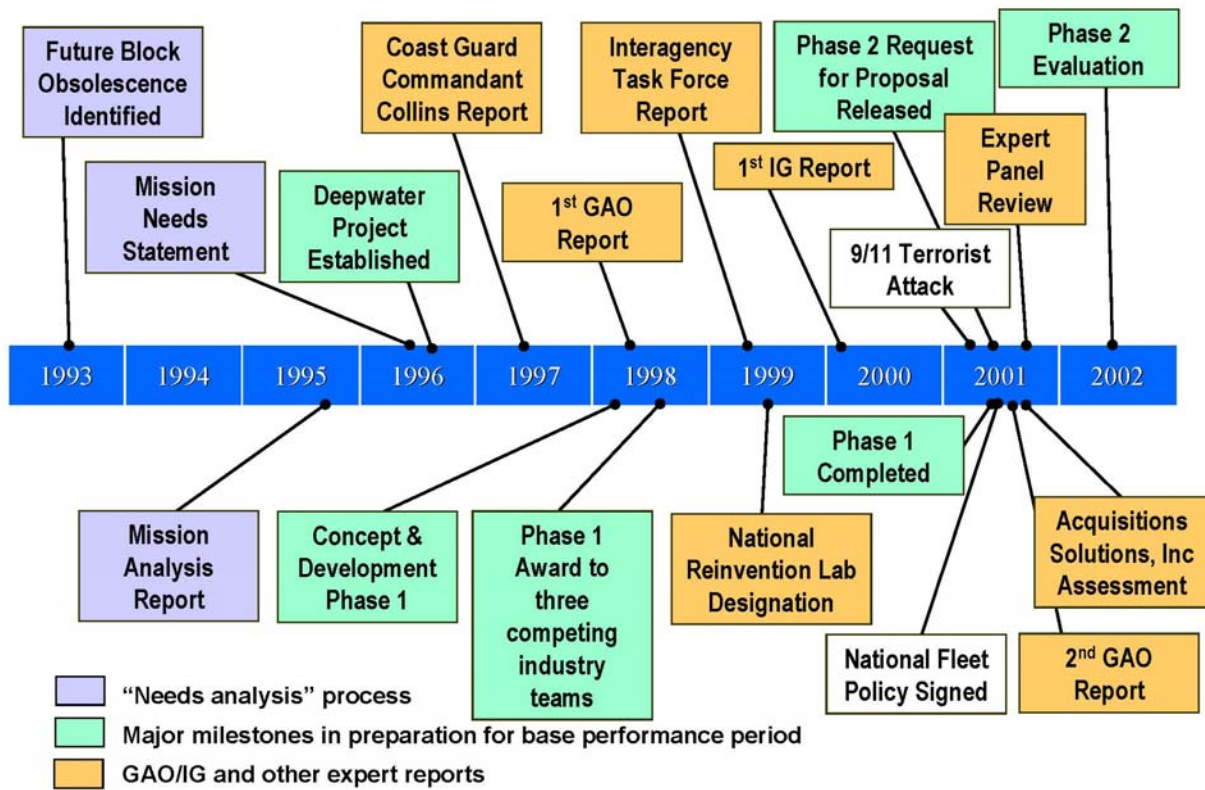 Future Block
Obsolescence
Identified
Coast Guard
Commandant
Collins Report
Interagency
Task Force
Report
Phase 2 Request
for Proposal
Released
Phase 2
Evaluation
Mission
Needs
Statement
Deepwater
Project
Established
1st GAO
Report
1st IG Report
Expert
Panel
Review
9/11 Terrorist
Attack
1993 1994 1995 1996 1997 1998 1999 2000 2001 2002
Mission
Analysis
Report
Concept &
Development
Phase 1
Phase 1
Award to
three
competing
industry
teams
National
Reinvention Lab
Designation
Phase 1
Completed
National Fleet
Policy Signed
Acquisitions
Solutions, Inc
Assessment
2nd GAO
Report
“Needs analysis” process
Major milestones in preparation for base performance period
GAO/IG and other expert reports